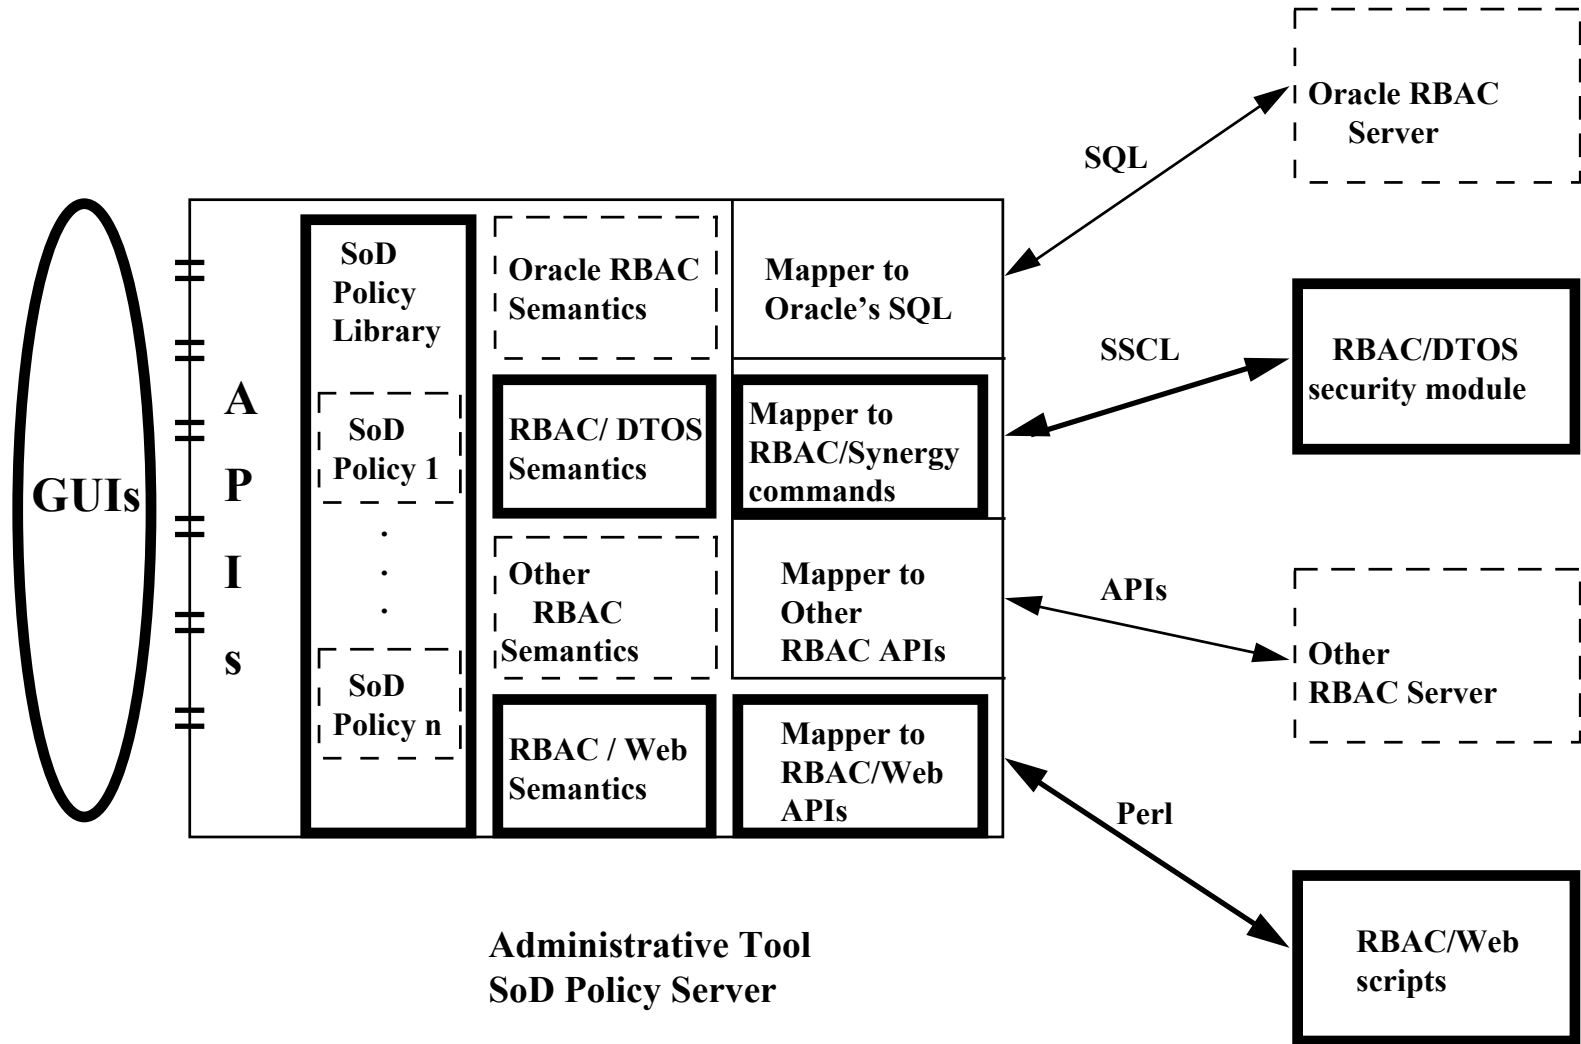 GUIs
A
P
I
s
SoD
Policy
Library
SoD
Policy 1
.
.
.
SoD
Policy n
Oracle RBAC
Semantics
RBAC/ DTOS
Semantics
Other
RBAC
Semantics
RBAC / Web
Semantics
Mapper to
Oracle’s SQL
Mapper to
RBAC/Synergy
commands
Mapper to
Other
RBAC APIs
Mapper to
RBAC/Web
APIs
SQL
SSCL
APIs
Perl
Oracle RBAC
Server
RBAC/DTOS
security module
Other
RBAC Server
RBAC/Web
scripts
Administrative Tool
SoD Policy Server